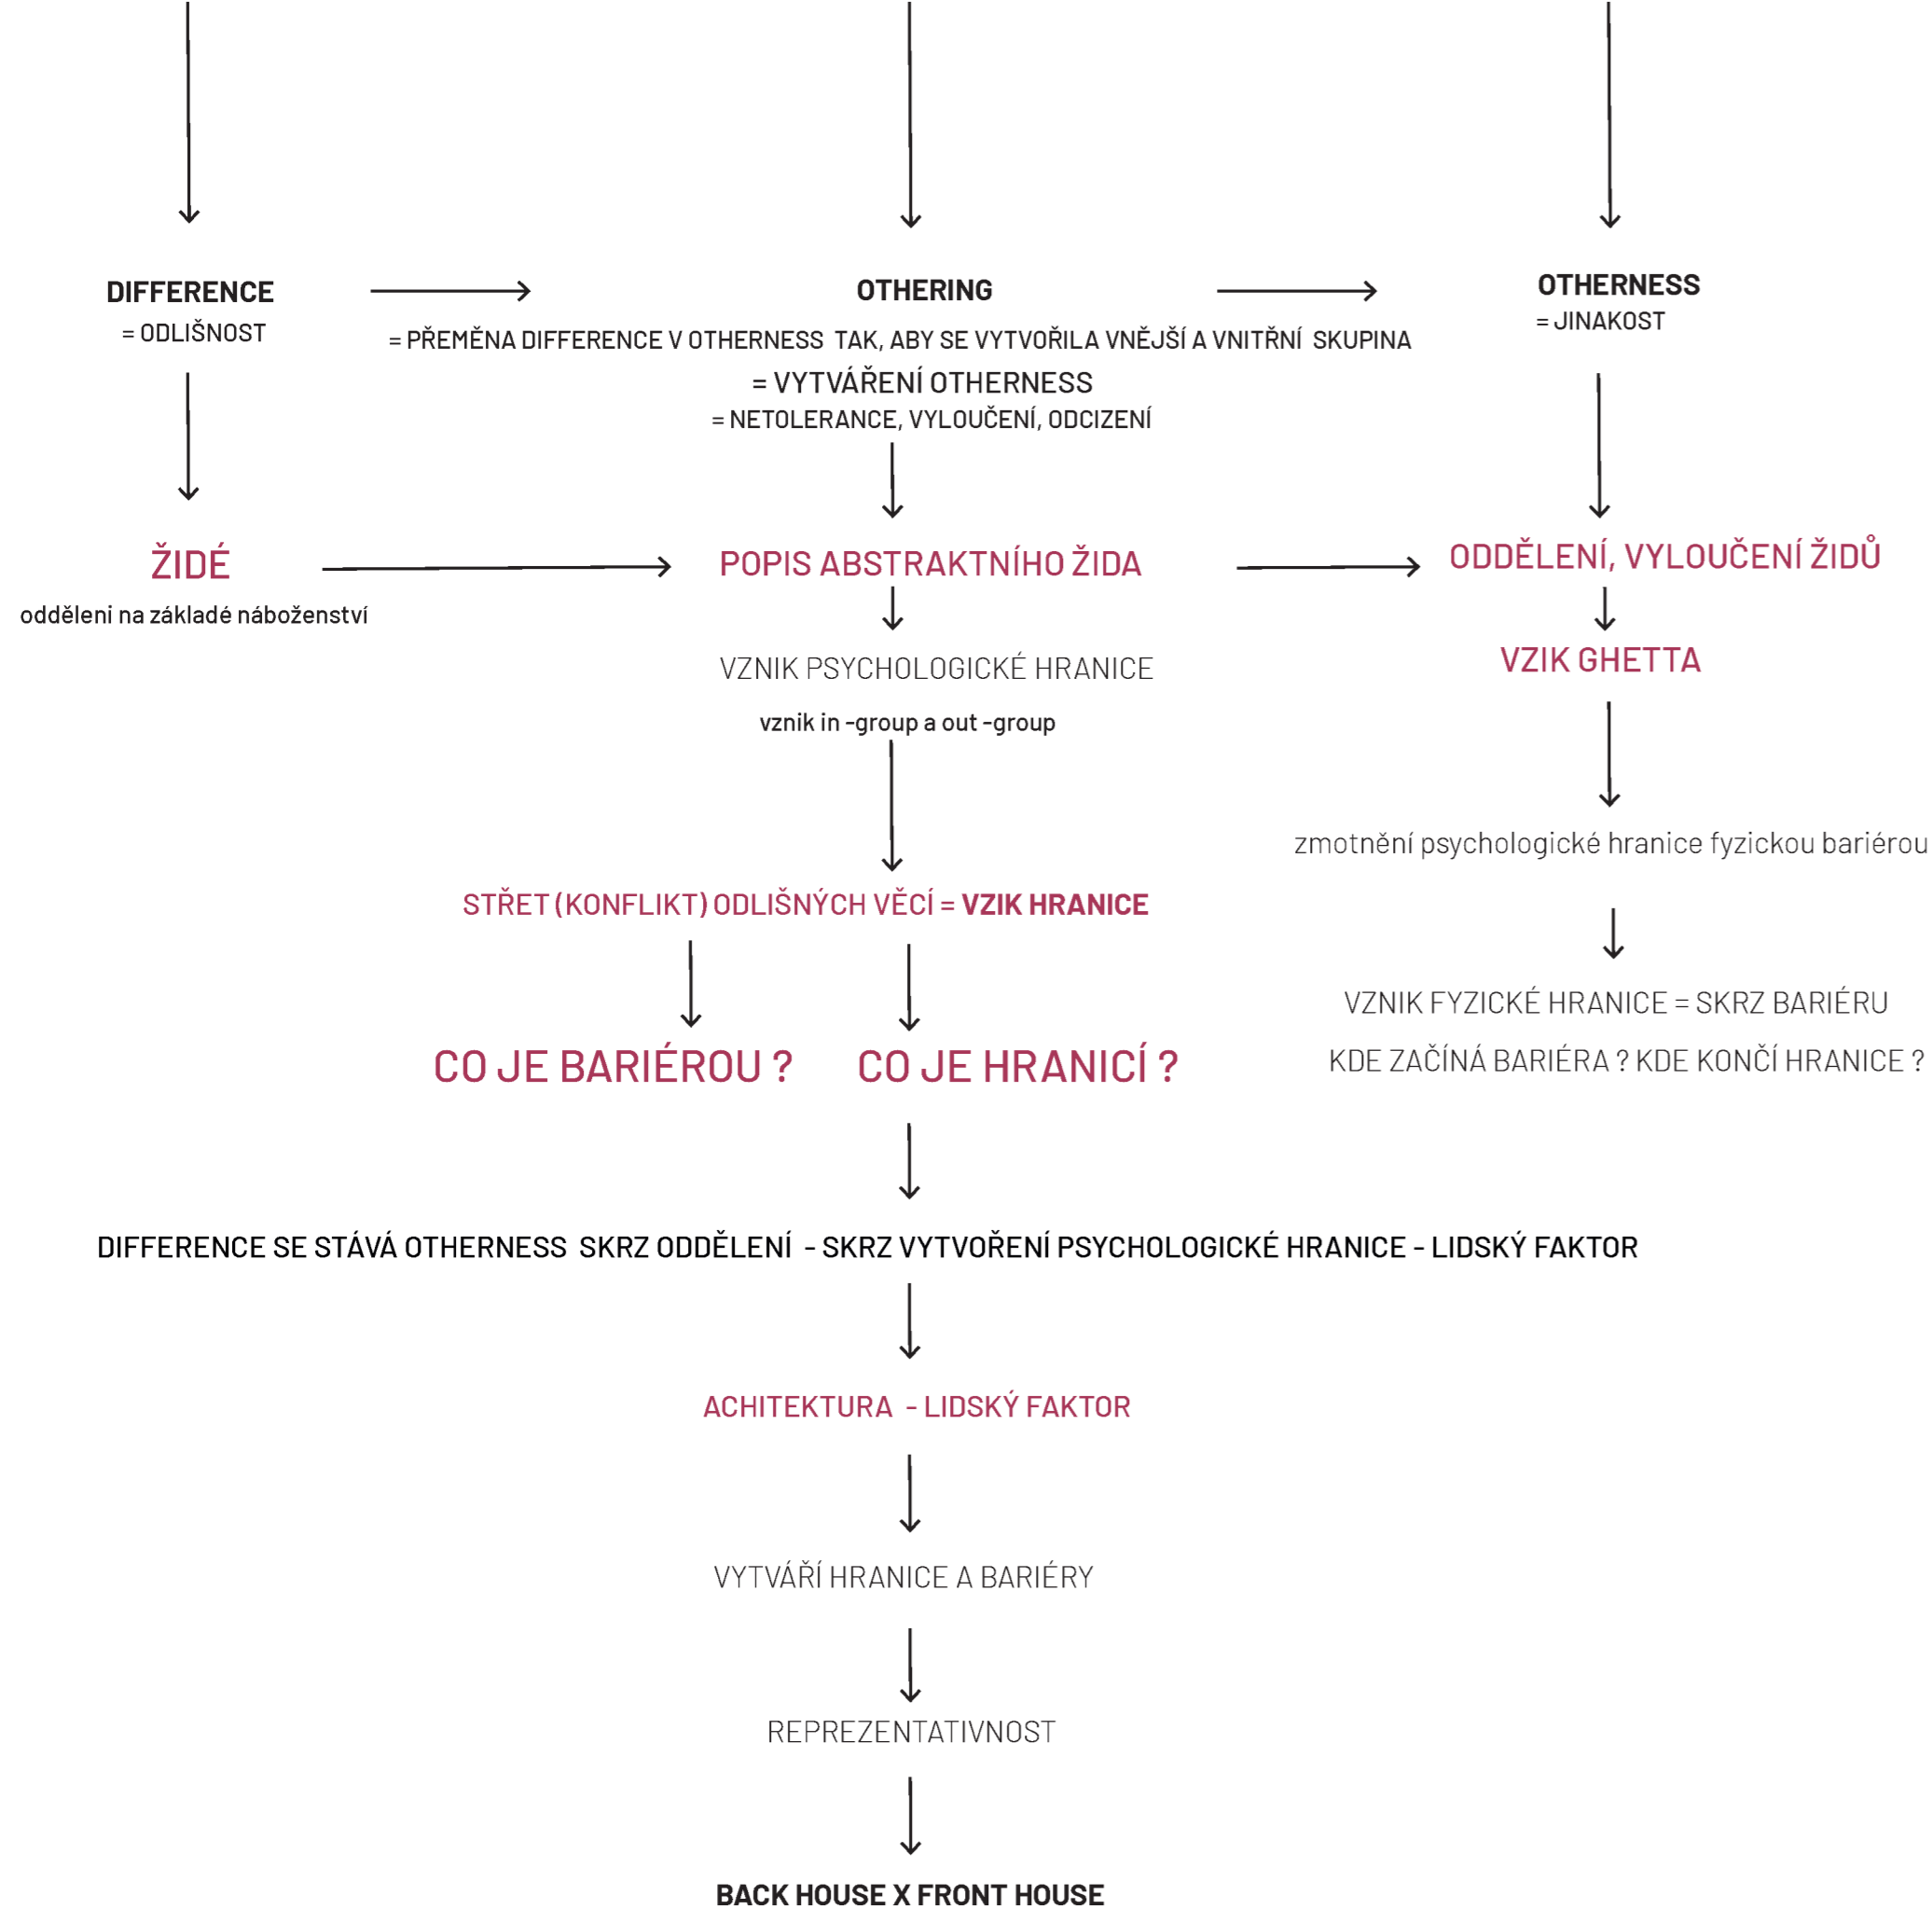 DIFFERENCE
= ODLIŠNOST
OTHERING
= PŘEMĚNA DIFFERENCE V OTHERNESS TAK, ABY SE VYTVOŘILA VNĚJŠÍ A VNITŘNÍ SKUPINA
= VYTVÁŘENÍ OTHERNESS
= NETOLERANCE, VYLOUČENÍ, ODCIZENÍ
OTHERNESS
= JINAKOST
ŽIDÉ
odděleni na základé náboženství
POPIS ABSTRAKTNÍHO ŽIDA
ODDĚLENÍ, VYLOUČENÍ ŽIDŮ
VZNIK PSYCHOLOGICKÉ HRANICE
vznik in -group a out -group
VZIK GHETTA
zmotnění psychologické hranice fyzickou bariérou
STŘET (KONFLIKT) ODLIŠNÝCH VĚCÍ = VZIK HRANICE
VZNIK FYZICKÉ HRANICE = SKRZ BARIÉRU
KDE ZAČÍNÁ BARIÉRA ? KDE KONČÍ HRANICE ?
CO JE BARIÉROU ?
CO JE HRANICÍ ?
DIFFERENCE SE STÁVÁ OTHERNESS SKRZ ODDĚLENÍ - SKRZ VYTVOŘENÍ PSYCHOLOGICKÉ HRANICE - LIDSKÝ FAKTOR
ACHITEKTURA - LIDSKÝ FAKTOR
VYTVÁŘÍ HRANICE A BARIÉRY
REPREZENTATIVNOST
BACK HOUSE X FRONT HOUSE